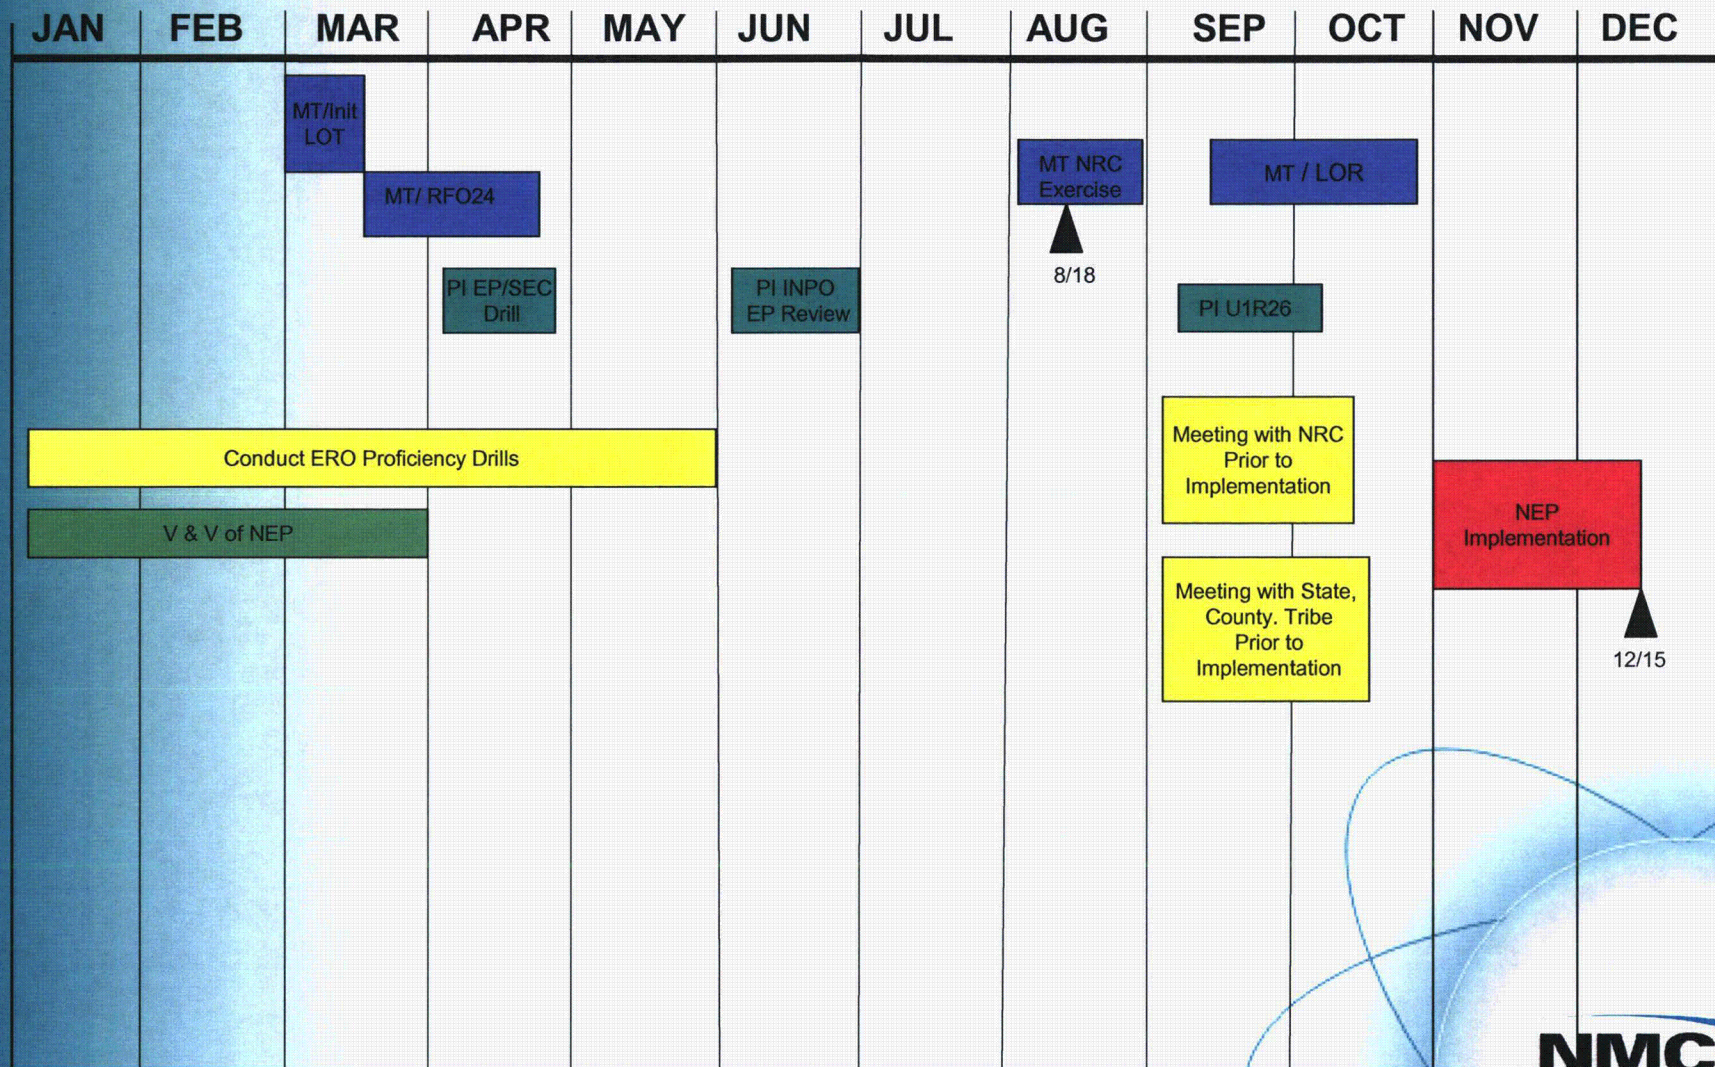 JAN FEB MAR APR MAY JUN JUL AUG SEP OCT NOV DEC
MT/Init
LOT
MT/ RFO24
MT NRC
Exercise
8/18
MT / LOR
PI EP/SEC
Drill
PI INPO
EP Review
PI U1R26
Conduct ERO Proficiency Drills
V & V of NEP
Meeting with NRC
Prior to
Implementation
Meeting with State,
County. Tribe
Prior to
Implementation
NEP
Implementation
12/15
NMC